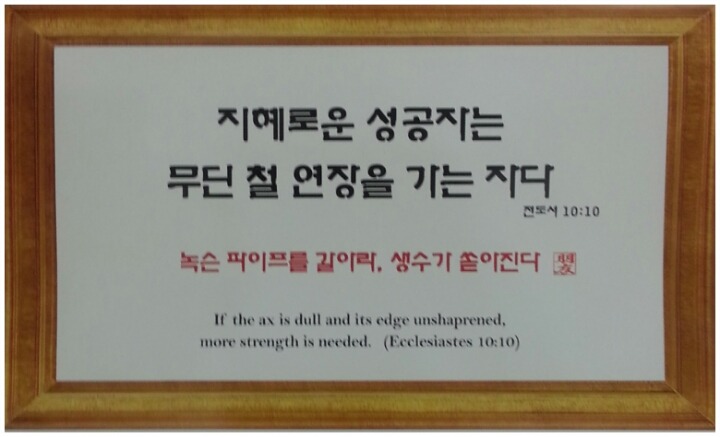 지혜로운 성공자는
무딘 철 연장을 가는 자다
전도서 10:10
녹슨 파이프를 갈아라, 생수가 쏟아진다
If the ax is dull and its edge unshaprened,
more strength is needed. (Ecclesiastes 10:10)